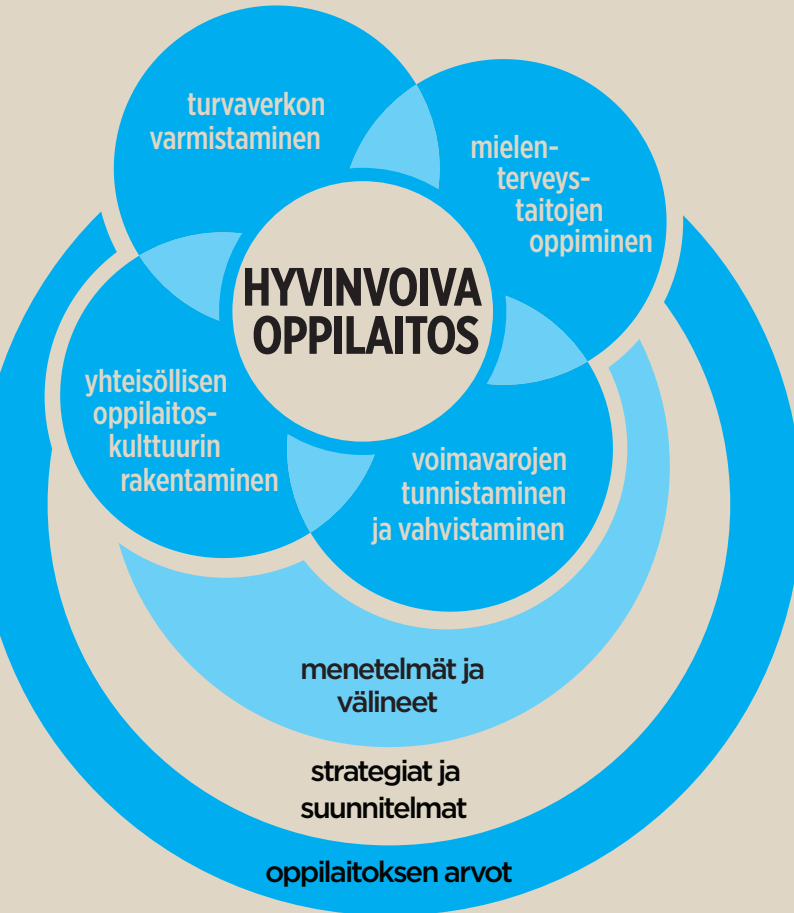 turvaverkon
varmistaminen
mielen-
terveys-
taitojen
oppiminen
HYVINVOIVA
OPPILAITOS
yhteisöllisen
oppilaitos-
kulttuurin
rakentaminen
voimavarojen
tunnistaminen
ja vahvistaminen
menetelmät ja
välineet
strategiat ja
suunnitelmat
oppilaitoksen arvot